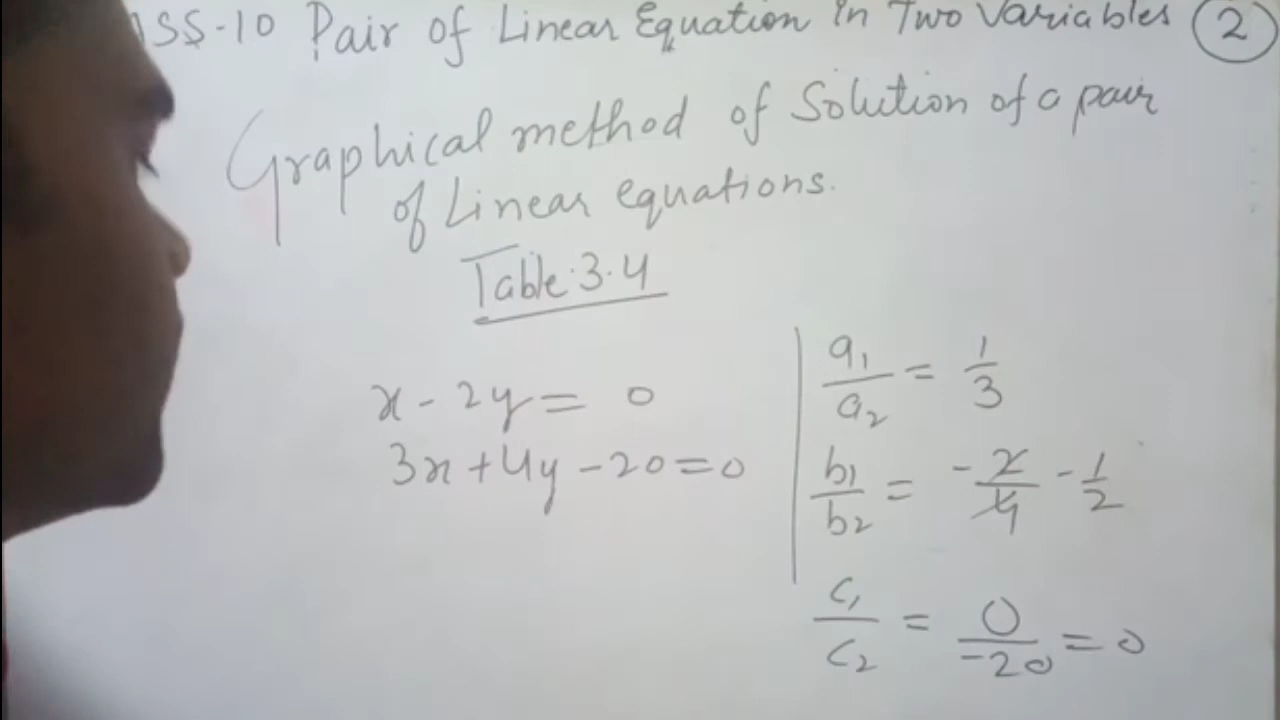 SS-10 Pair of Linear Equation in Two Variables 2
Graphical method of Solution of a pair
of Linear equations.
Table 3.4
x - 2y = 0
3x + 4y - 20 = 0
a₁/a₂ = 1/3
b₁/b₂ = -2/4 -1/2
c₁/c₂ = 0/-20 = 0